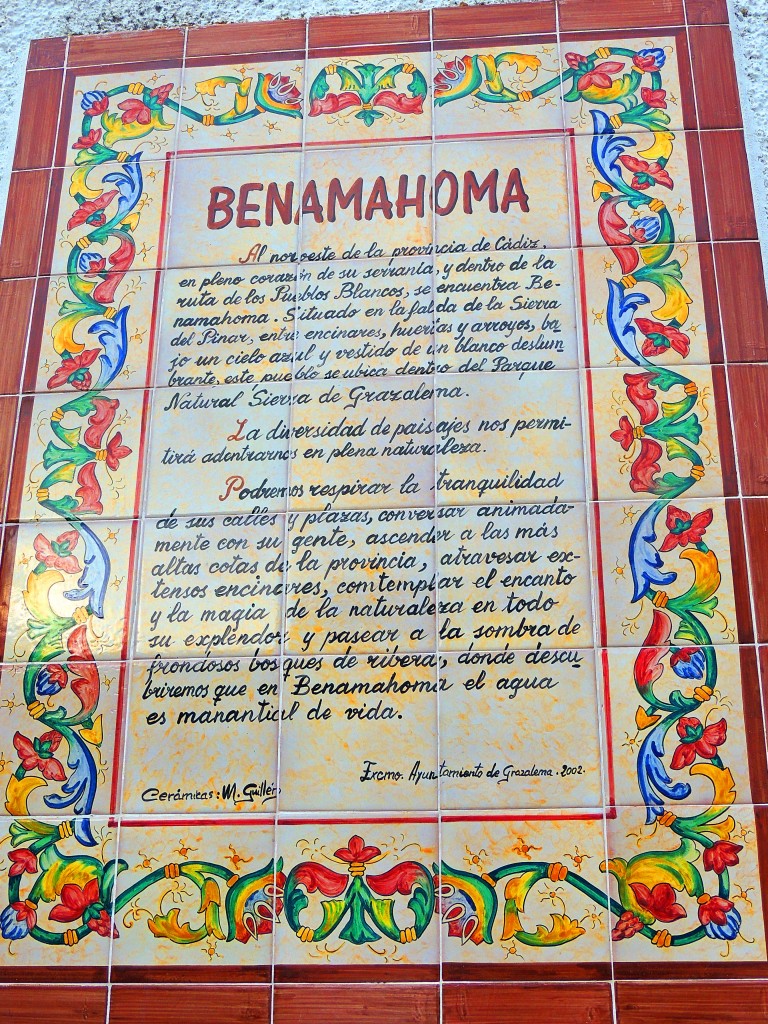 BENAMAHOMA
Al noroeste de la provincia de Cádiz,
en pleno corazón de su serranía, y dentro de la
ruta de los Pueblos Blancos, se encuentra Be-
namahoma. Situado en la falda de la Sierra
del Pinar, entre encinares, huertas y arroyos, ba-
jo un cielo azul y vestido de un blanco deslum-
brante, este pueblo se ubica dentro del Parque
Natural Sierra de Grazalema.
La diversidad de paisajes nos permi-
tirá adentrarnos en plena naturaleza.
Podremos respirar la tranquilidad
de sus calles y plazas, conversar animada-
mente con su gente, ascender a las más
altas cotas de la provincia, atravesar ex-
tensos encinares, comtemplar el encanto
y la magia de la naturaleza en todo
su explendor y pasear a la sombra de
frondosos bosques de ribera, donde descu-
briremos que en Benamahoma el agua
es manantial de vida.
Excmo. Ayuntamiento de Grazalema. 2002.
Cerámicas: M. Guillén